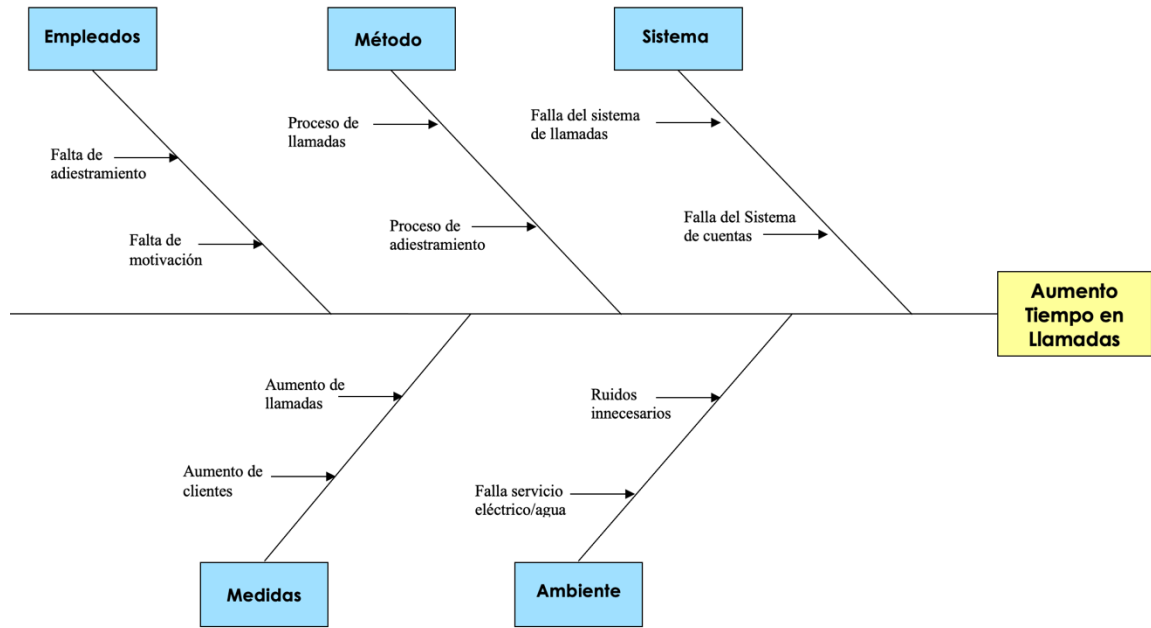 Empleados
Método
Sistema
Falla del sistema
de llamadas
Proceso de
llamadas
Falta de
adiestramiento
Falla del Sistema
de cuentas
Proceso de
adiestramiento
Falta de
motivación
Aumento
Tiempo en
Llamadas
Aumento de
llamadas
Ruidos
innecesarios
Aumento de
clientes
Falla servicio
eléctrico/agua
Medidas
Ambiente